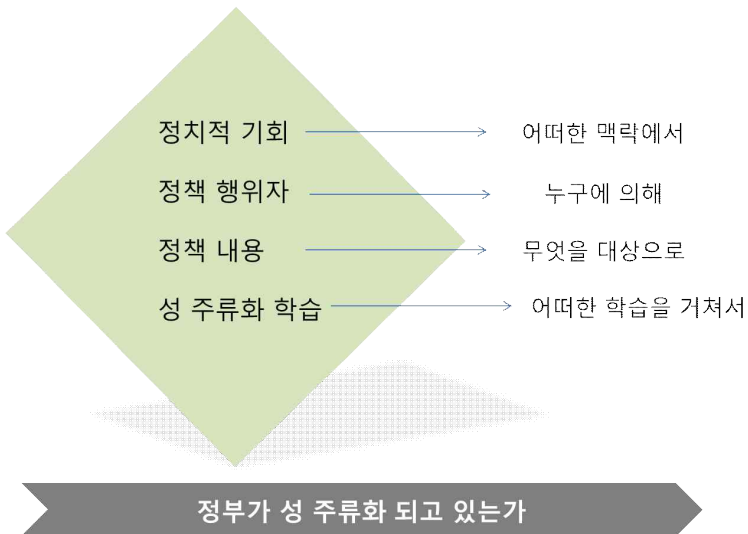 정치적 기회 어떠한 맥락에서
정책 행위자 누구에 의해
정책 내용 무엇을 대상으로
성 주류화 학습 어떠한 학습을 거쳐서
정부가 성 주류화 되고 있는가